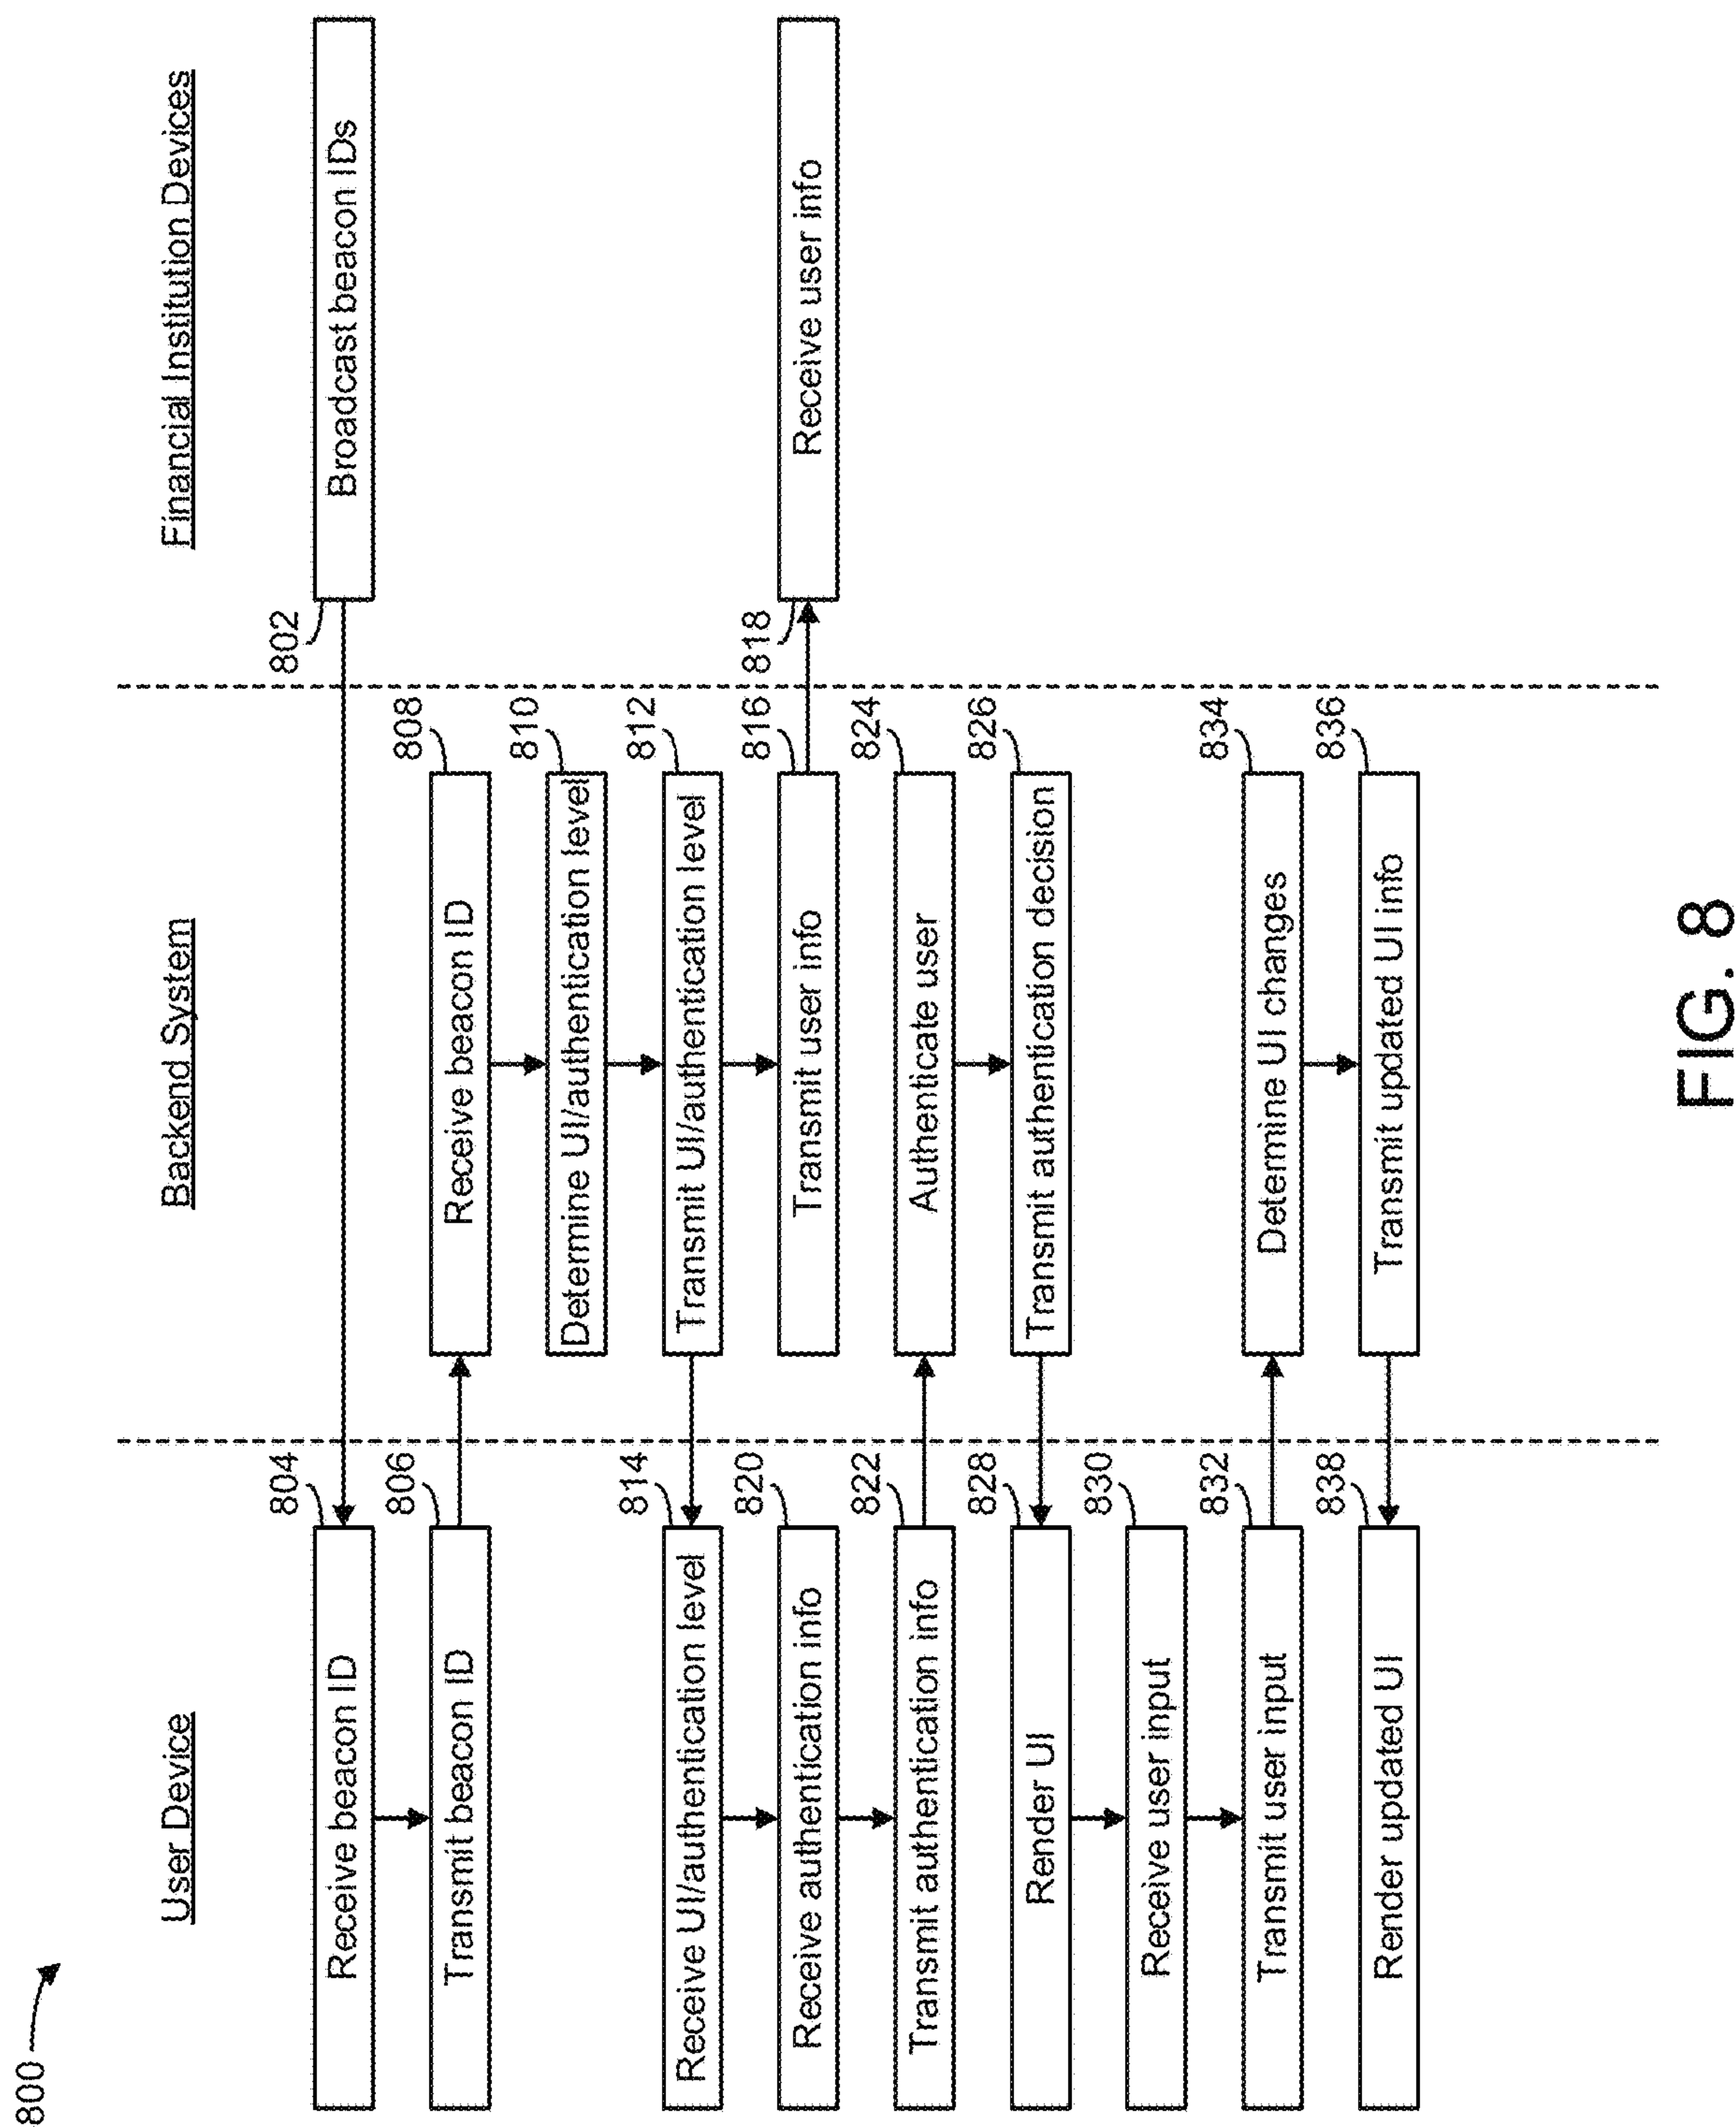 800
User Device
Backend System
Financial Institution Devices
804
Receive beacon ID
802
Broadcast beacon IDs
806
Transmit beacon ID
808
Receive beacon ID
810
Determine UI/authentication level
814
Receive UI/authentication level
812
Transmit UI/authentication level
820
Receive authentication info
816
Transmit user info
818
Receive user info
822
Transmit authentication info
824
Authenticate user
828
Render UI
826
Transmit authentication decision
830
Receive user input
832
Transmit user input
834
Determine UI changes
838
Render updated UI
836
Transmit updated UI info
FIG. 8